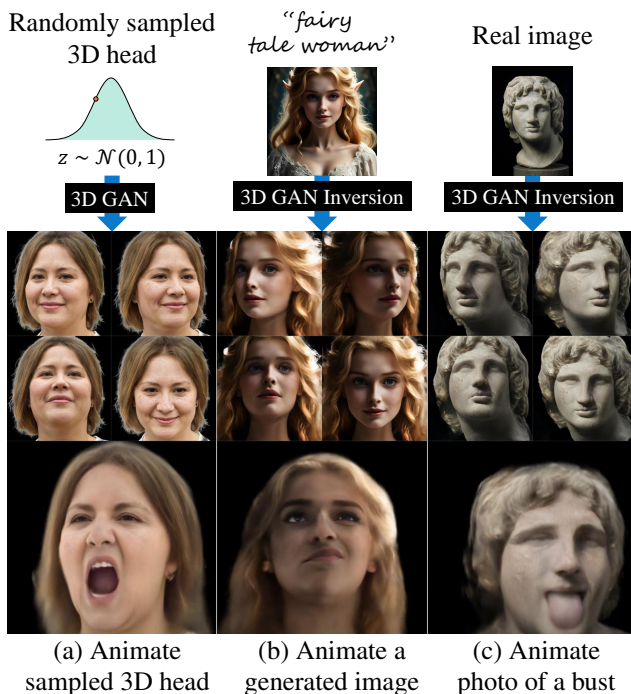 Randomly sampled
3D head
z ~ 𝒩(0, 1)
3D GAN
“fairy
tale woman”
3D GAN Inversion
Real image
3D GAN Inversion
(a) Animate
sampled 3D head
(b) Animate a
generated image
(c) Animate
photo of a bust